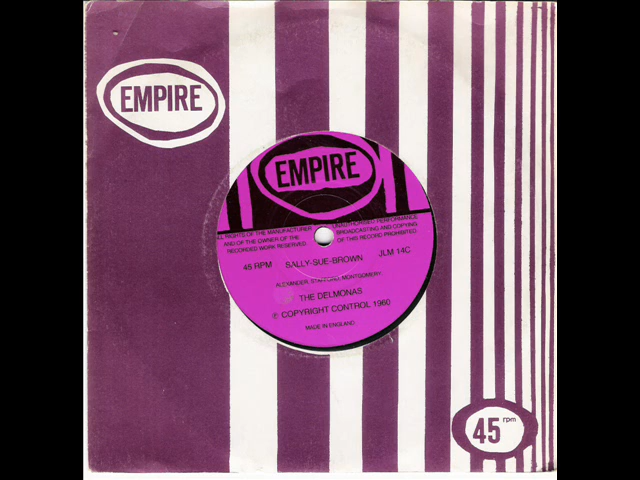 EMPIRE
EMPIRE
ALL RIGHTS OF THE MANUFACTURER
AND OF THE OWNER OF THE
RECORDED WORK RESERVED
UNAUTHORISED PERFORMANCE
BROADCASTING AND COPYING
OF THIS RECORD PROHIBITED
45 RPM SALLY-SUE-BROWN JLM 14C
ALEXANDER, STAFFORD, MONTGOMERY
THE DELMONAS
℗ COPYRIGHT CONTROL 1960
MADE IN ENGLAND
45 rpm